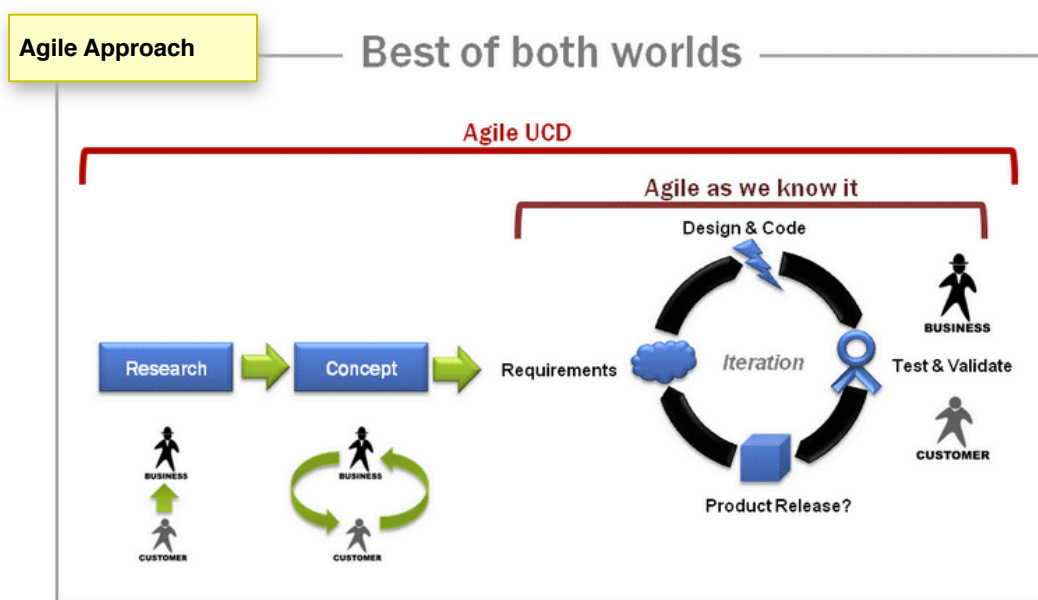 Agile Approach
Best of both worlds
Agile UCD
Agile as we know it
Design & Code
BUSINESS
Research
Concept
Requirements
Iteration
Test & Validate
BUSINESS
BUSINESS
CUSTOMER
Product Release?
CUSTOMER
CUSTOMER